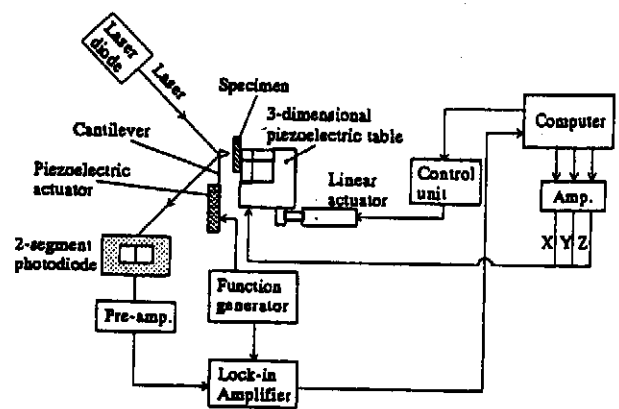 Laser
diode
Laser
Specimen
3-dimensional
piezoelectric table
Computer
Cantilever
Piezoelectric
actuator
Linear
actuator
Control
unit
Amp.
X Y Z
2-segment
photodiode
Function
generator
Pre-amp.
Lock-in
Amplifier